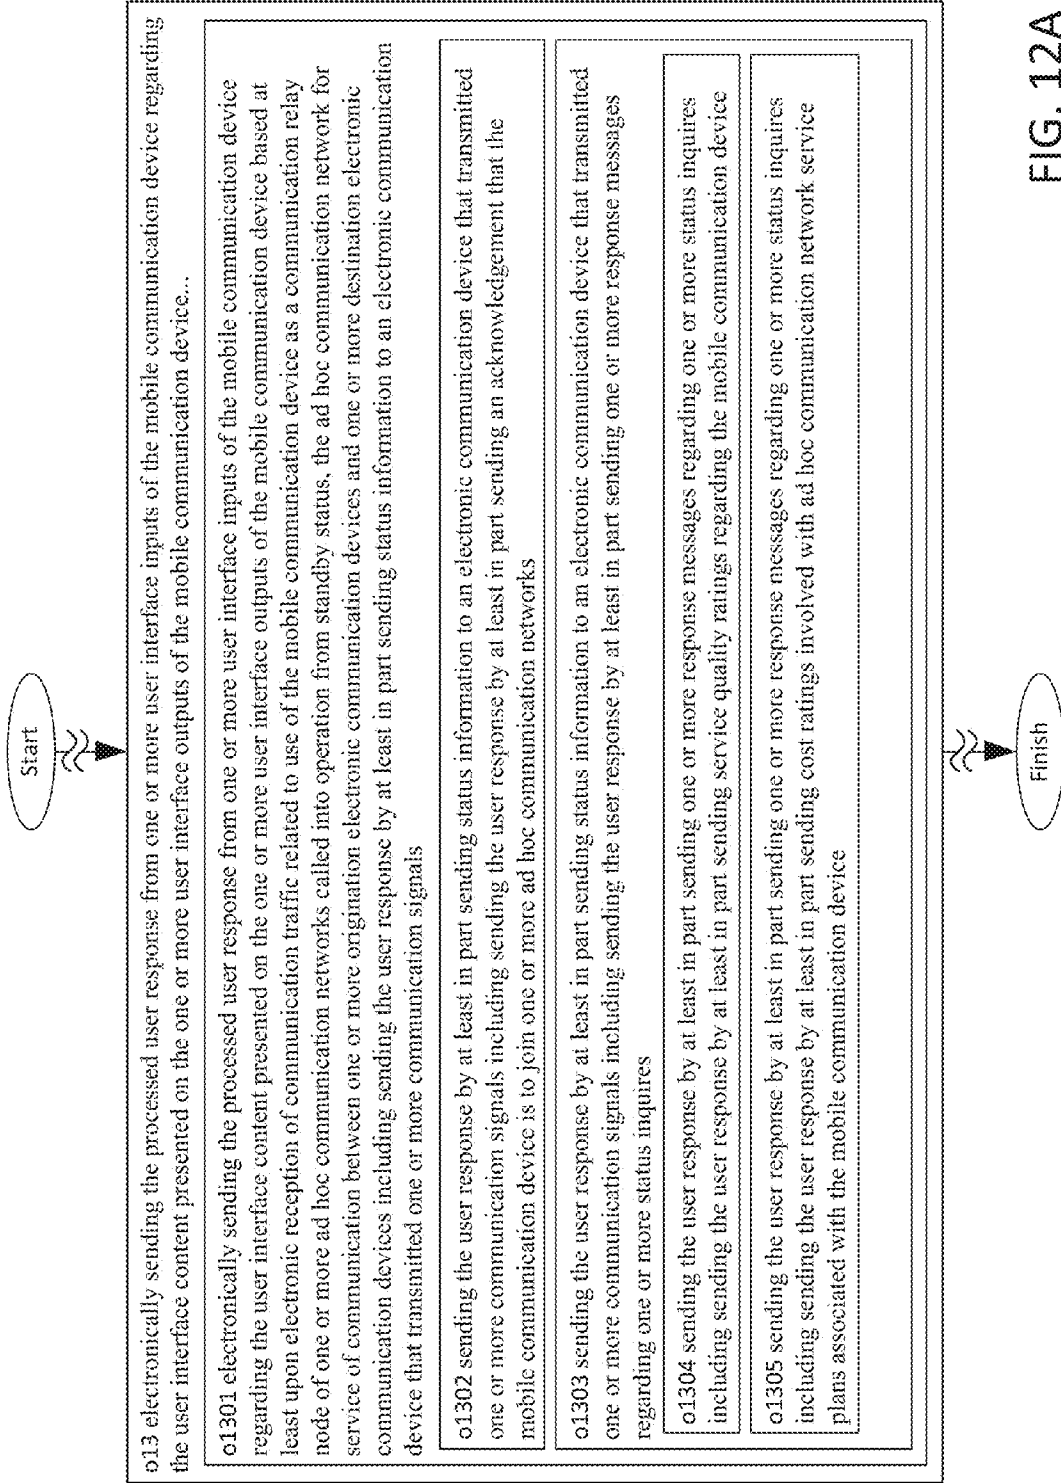 Start
o13 electronically sending the processed user response from one or more user interface inputs of the mobile communication device regarding
the user interface content presented on the one or more user interface outputs of the mobile communication device...
o1301 electronically sending the processed user response from one or more user interface inputs of the mobile communication device
regarding the user interface content presented on the one or more user interface outputs of the mobile communication device based at
least upon electronic reception of communication traffic related to use of the mobile communication device as a communication relay
node of one or more ad hoc communication networks called into operation from standby status, the ad hoc communication network for
service of communication between one or more origination electronic communication devices and one or more destination electronic
communication devices including sending the user response by at least in part sending status information to an electronic communication
device that transmitted one or more communication signals
o1302 sending the user response by at least in part sending status information to an electronic communication device that transmitted
one or more communication signals including sending the user response by at least in part sending an acknowledgement that the
mobile communication device is to join one or more ad hoc communication networks
o1303 sending the user response by at least in part sending status information to an electronic communication device that transmitted
one or more communication signals including sending the user response by at least in part sending one or more response messages
regarding one or more status inquires
o1304 sending the user response by at least in part sending one or more response messages regarding one or more status inquires
including sending the user response by at least in part sending service quality ratings regarding the mobile communication device
o1305 sending the user response by at least in part sending one or more response messages regarding one or more status inquires
including sending the user response by at least in part sending cost ratings involved with ad hoc communication network service
plans associated with the mobile communication device
Finish
FIG. 12A